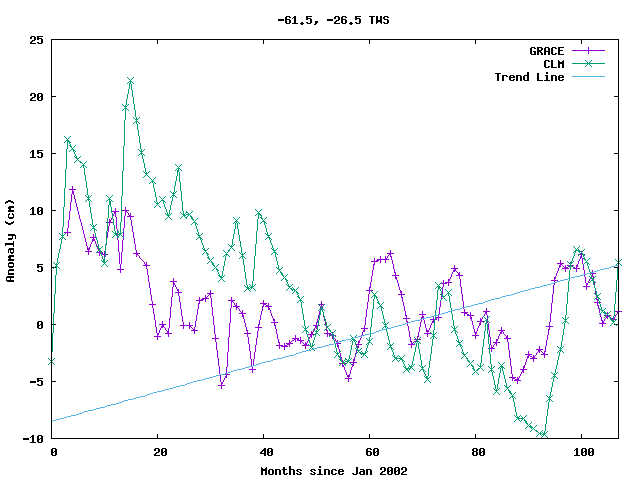 -61.5, -26.5 TWS
GRACE
CLM
Trend Line
25
20
15
10
5
0
-5
-10
Anomaly (cm)
0 20 40 60 80 100
Months since Jan 2002